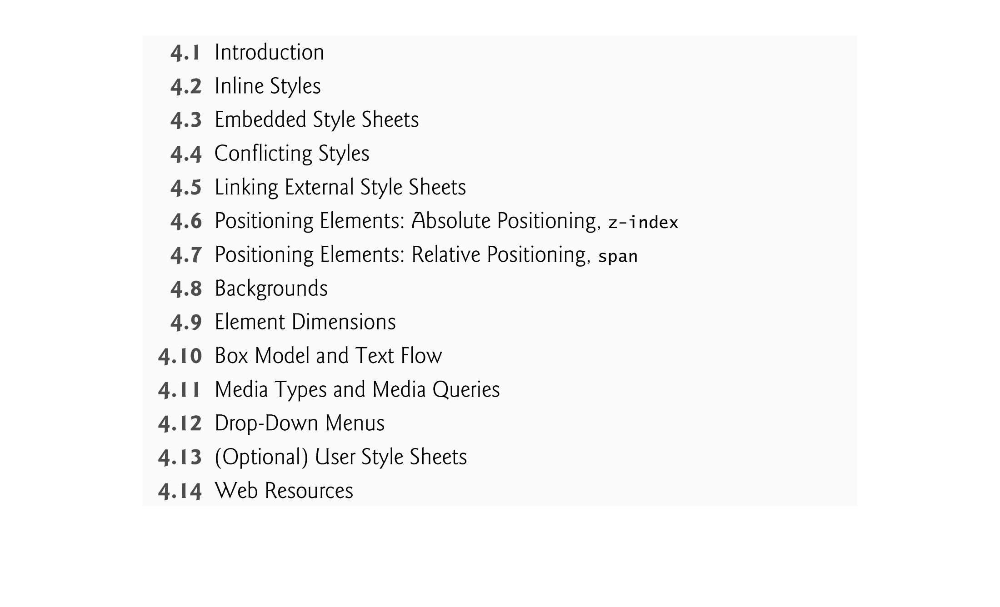 4.1 Introduction
4.2 Inline Styles
4.3 Embedded Style Sheets
4.4 Conflicting Styles
4.5 Linking External Style Sheets
4.6 Positioning Elements: Absolute Positioning, z-index
4.7 Positioning Elements: Relative Positioning, span
4.8 Backgrounds
4.9 Element Dimensions
4.10 Box Model and Text Flow
4.11 Media Types and Media Queries
4.12 Drop-Down Menus
4.13 (Optional) User Style Sheets
4.14 Web Resources